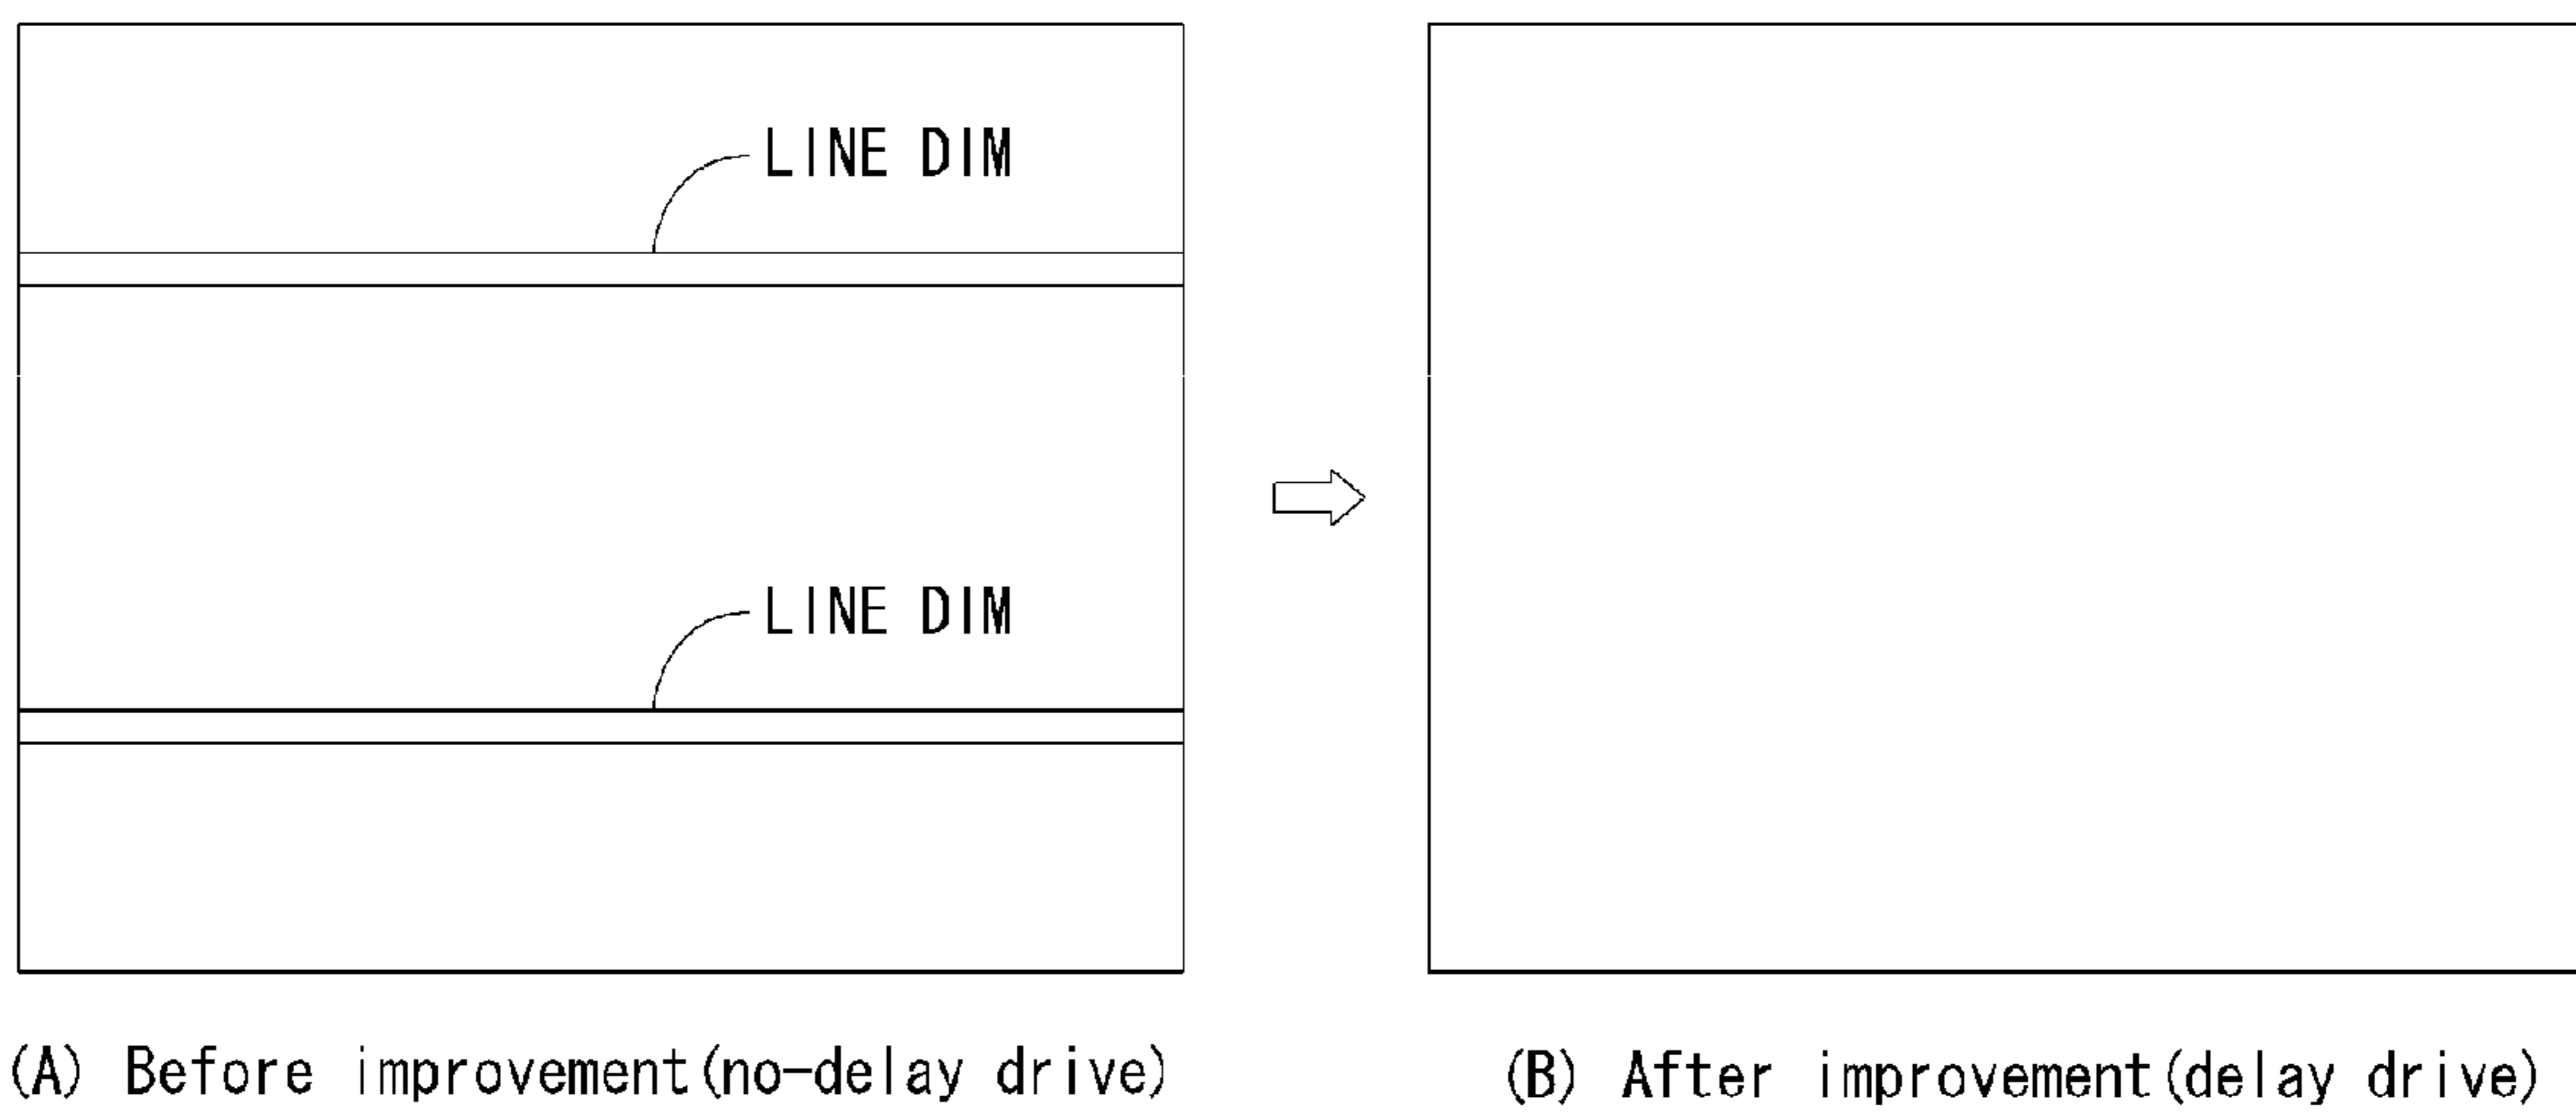 LINE DIM
LINE DIM
(A) Before improvement(no-delay drive)
(B) After improvement(delay drive)